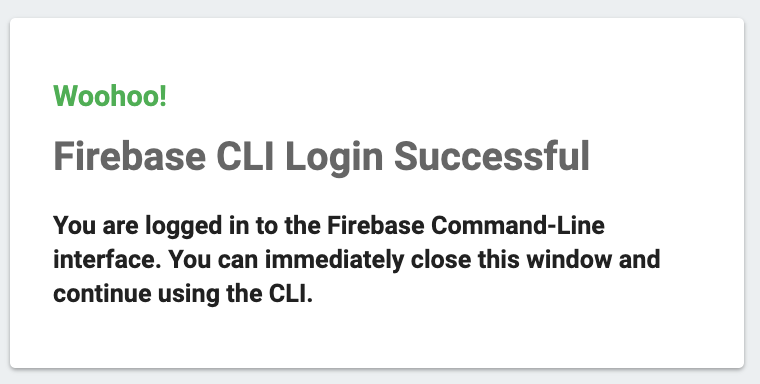 Woohoo!
Firebase CLI Login Successful
You are logged in to the Firebase Command-Line
interface. You can immediately close this window and
continue using the CLI.